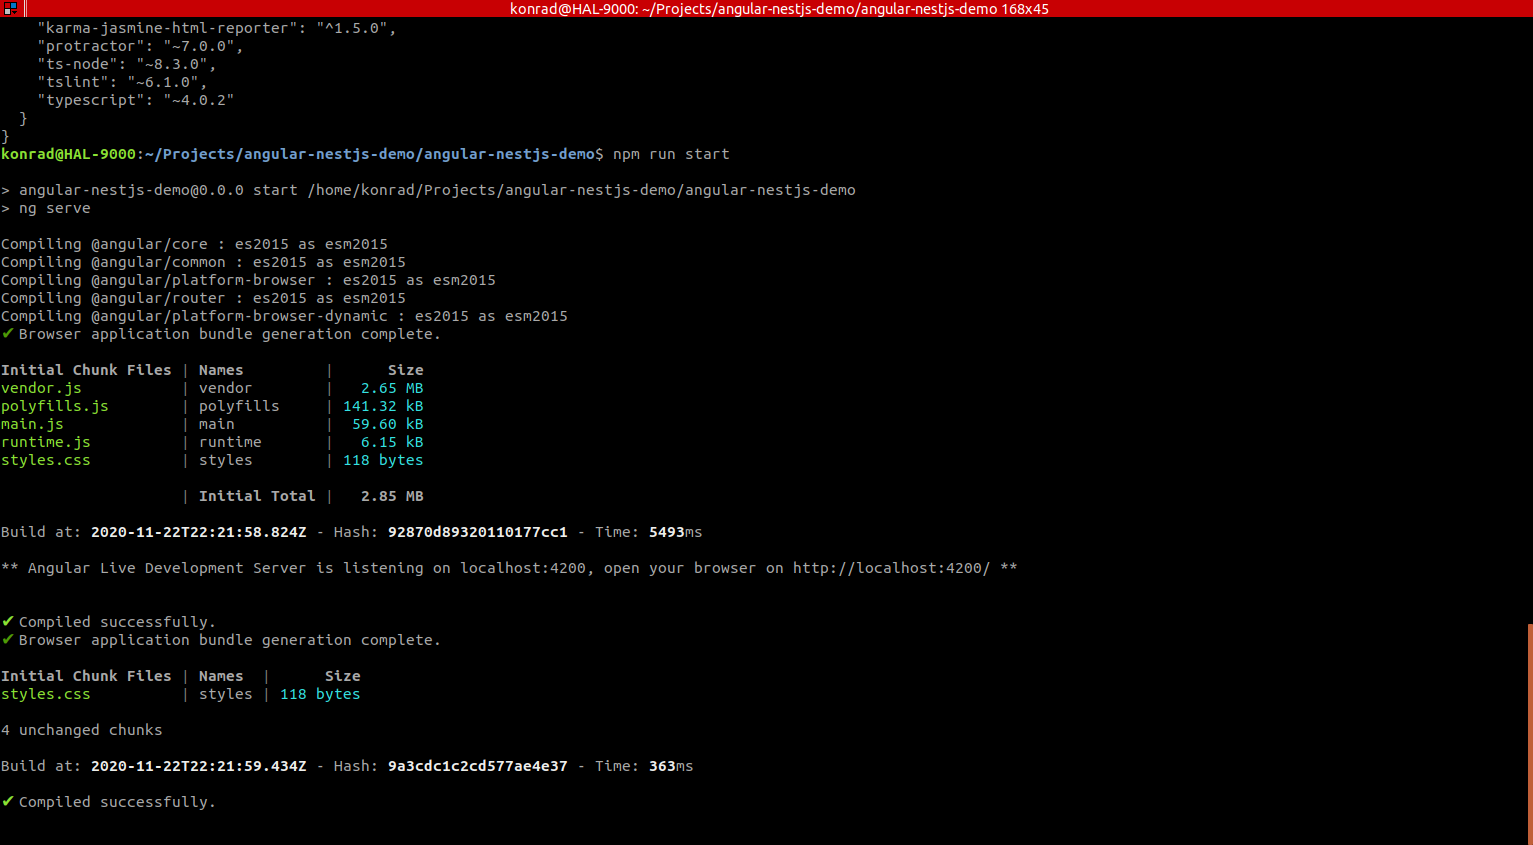 konrad@HAL-9000: ~/Projects/angular-nestjs-demo/angular-nestjs-demo 168x45
    "karma-jasmine-html-reporter": "^1.5.0",
    "protractor": "~7.0.0",
    "ts-node": "~8.3.0",
    "tslint": "~6.1.0",
    "typescript": "~4.0.2"
  }
}
konrad@HAL-9000:~/Projects/angular-nestjs-demo/angular-nestjs-demo$ npm run start
> angular-nestjs-demo@0.0.0 start /home/konrad/Projects/angular-nestjs-demo/angular-nestjs-demo
> ng serve
Compiling @angular/core : es2015 as esm2015
Compiling @angular/common : es2015 as esm2015
Compiling @angular/platform-browser : es2015 as esm2015
Compiling @angular/router : es2015 as esm2015
Compiling @angular/platform-browser-dynamic : es2015 as esm2015
✔ Browser application bundle generation complete.
Initial Chunk Files | Names         |      Size
vendor.js           | vendor        |   2.65 MB
polyfills.js        | polyfills     | 141.32 kB
main.js             | main          |  59.60 kB
runtime.js          | runtime       |   6.15 kB
styles.css          | styles        | 118 bytes
                    | Initial Total |   2.85 MB
Build at: 2020-11-22T22:21:58.824Z - Hash: 92870d89320110177cc1 - Time: 5493ms
** Angular Live Development Server is listening on localhost:4200, open your browser on http://localhost:4200/ **
✔ Compiled successfully.
✔ Browser application bundle generation complete.
Initial Chunk Files | Names  |      Size
styles.css          | styles | 118 bytes
4 unchanged chunks
Build at: 2020-11-22T22:21:59.434Z - Hash: 9a3cdc1c2cd577ae4e37 - Time: 363ms
✔ Compiled successfully.